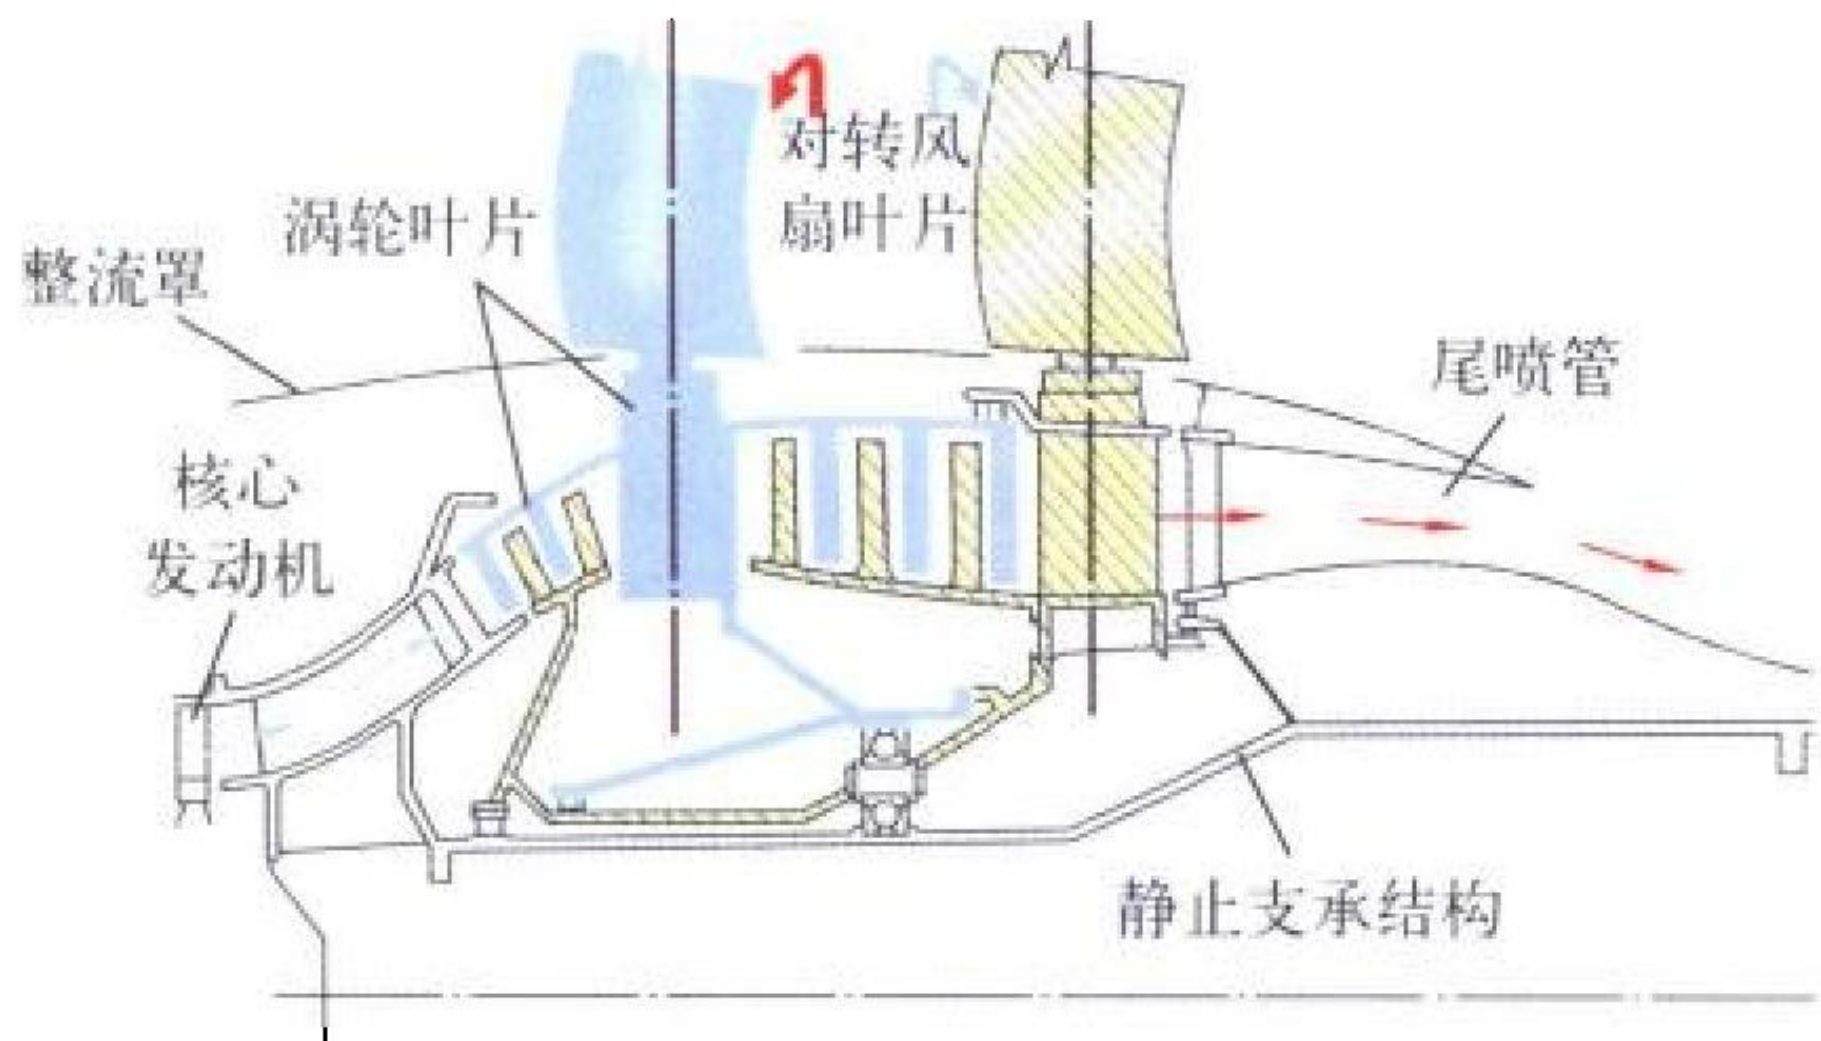 对转风
扇叶片
涡轮叶片
整流罩
尾喷管
核心
发动机
静止支承结构